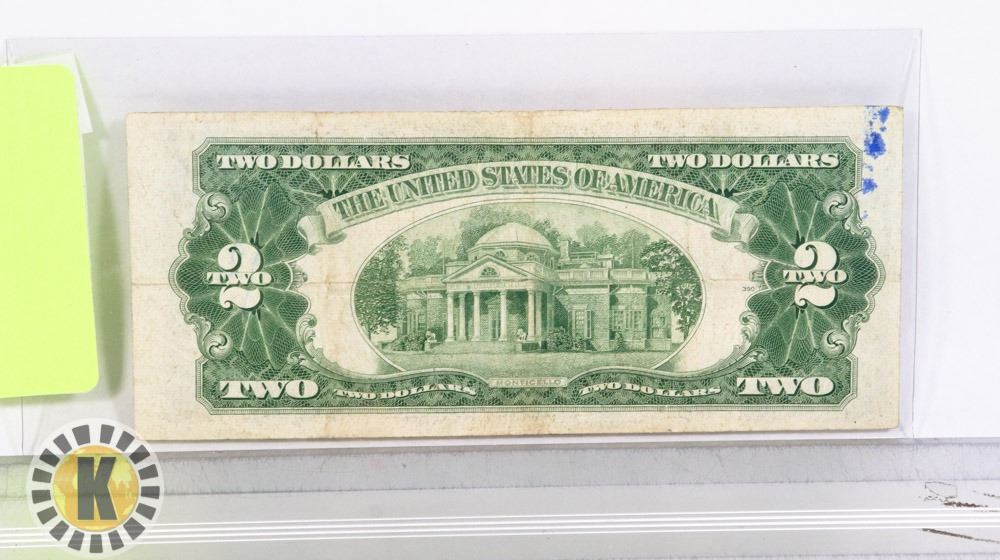 TWO DOLLARS TWO DOLLARS
THE UNITED STATES OF AMERICA
2 TWO 2 TWO
390
MONTICELLO
TWO TWO DOLLARS TWO DOLLARS TWO
K